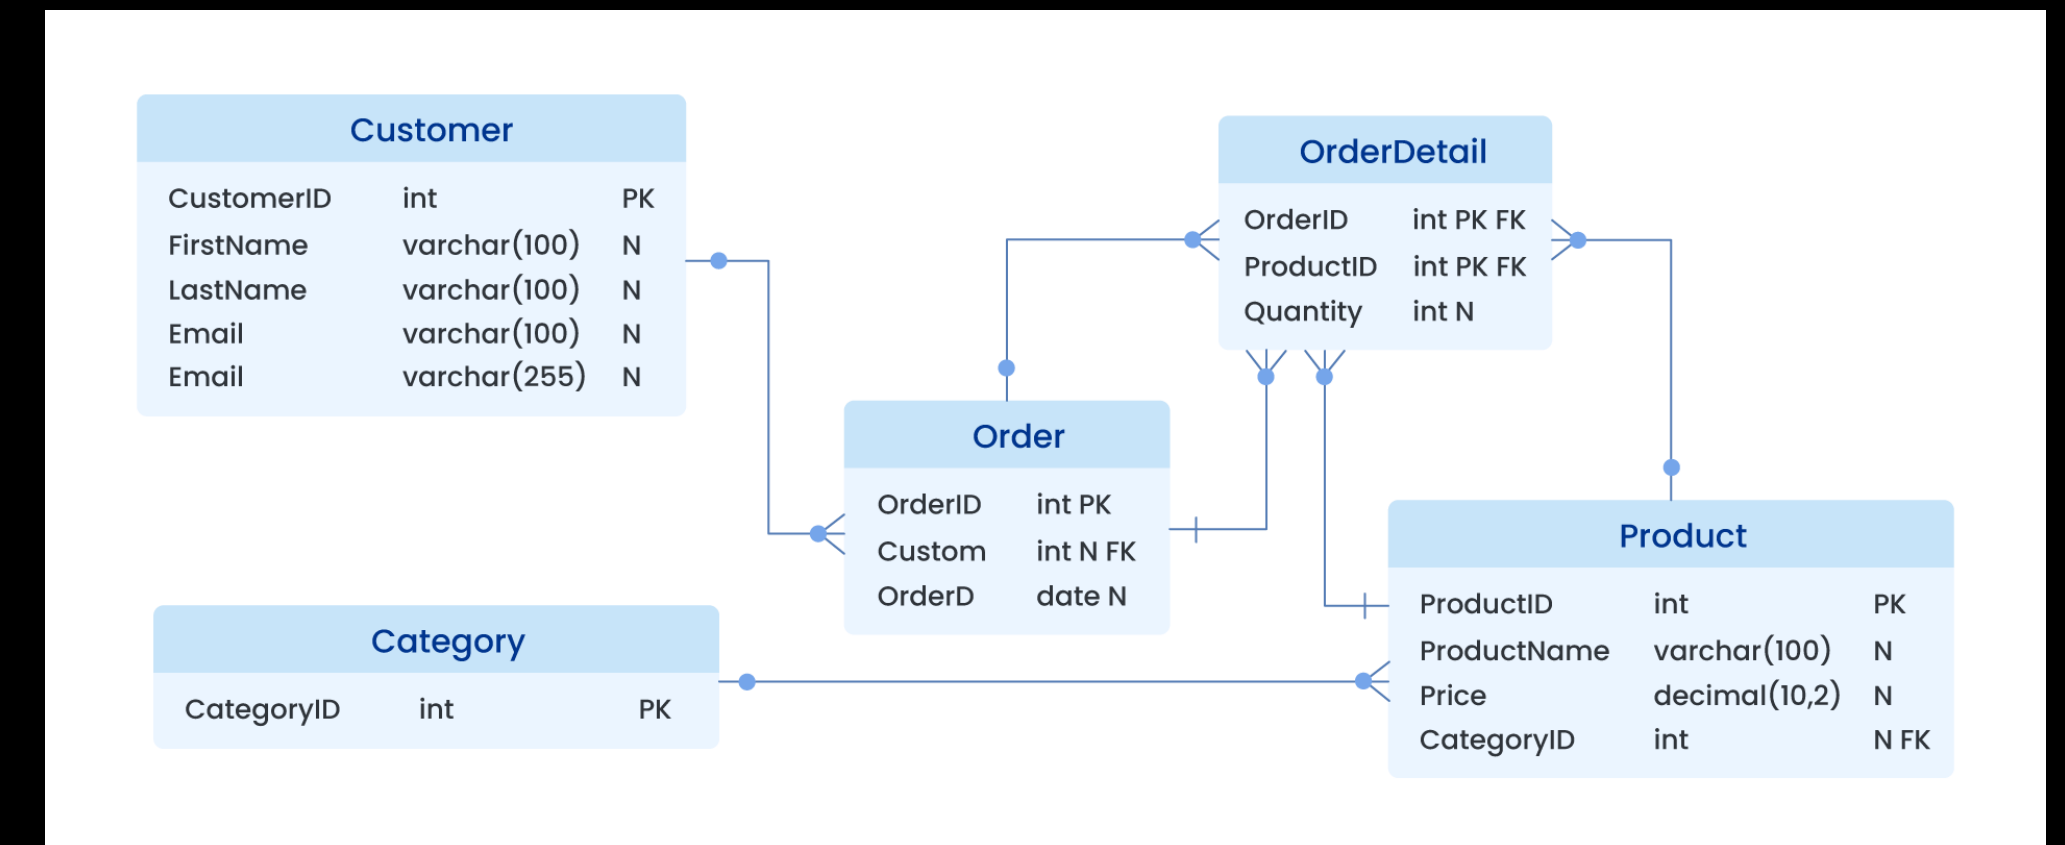 Customer
CustomerID int PK
FirstName varchar(100) N
LastName varchar(100) N
Email varchar(100) N
Email varchar(255) N
OrderDetail
OrderID int PK FK
ProductID int PK FK
Quantity int N
Order
OrderID int PK
Custom int N FK
OrderD date N
Product
ProductID int PK
ProductName varchar(100) N
Price decimal(10,2) N
CategoryID int N FK
Category
CategoryID int PK